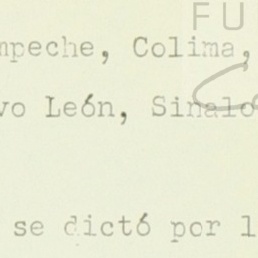 FU
mpeche, Colima,
vo León, Sinalo
se dictó por l